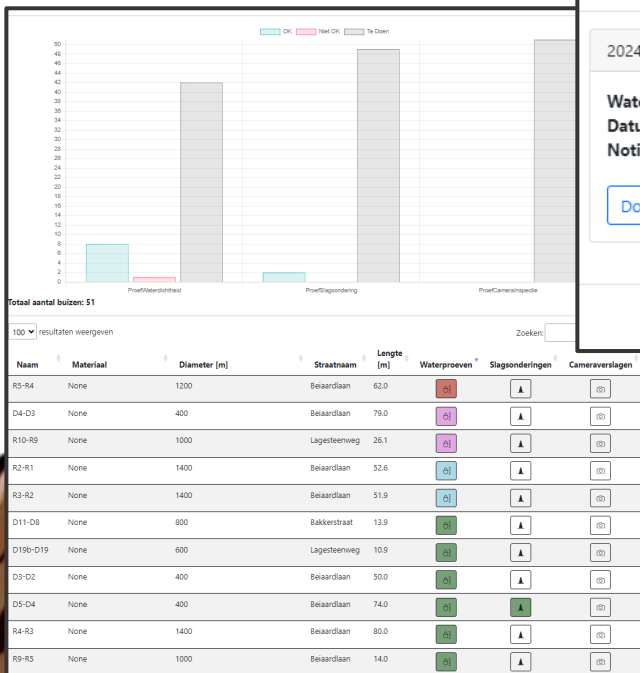 OK Niet OK Te Doen
50
48
46
44
42
40
38
36
34
32
30
28
26
24
22
20
18
16
14
12
10
8
6
4
2
0
ProefWaterdichtheid ProefSlagsondering ProefCamerainspectie
Totaal aantal buizen: 51
100 resultaten weergeven Zoeken:
Naam Materiaal Diameter [m] Straatnaam Lengte [m] Waterproeven Slagsonderingen Cameraverslagen
R5-R4 None 1200 Beiaardlaan 62.0
D4-D3 None 400 Beiaardlaan 79.0
R10-R9 None 1000 Lagesteenweg 26.1
R2-R1 None 1400 Beiaardlaan 52.6
R3-R2 None 1400 Beiaardlaan 51.9
D11-D8 None 800 Bakkerstraat 13.9
D19b-D19 None 600 Lagesteenweg 10.9
D3-D2 None 400 Beiaardlaan 50.0
D5-D4 None 400 Beiaardlaan 74.0
R4-R3 None 1400 Beiaardlaan 80.0
R9-R5 None 1000 Beiaardlaan 14.0
2024
Wate
Datu
Noti
Do